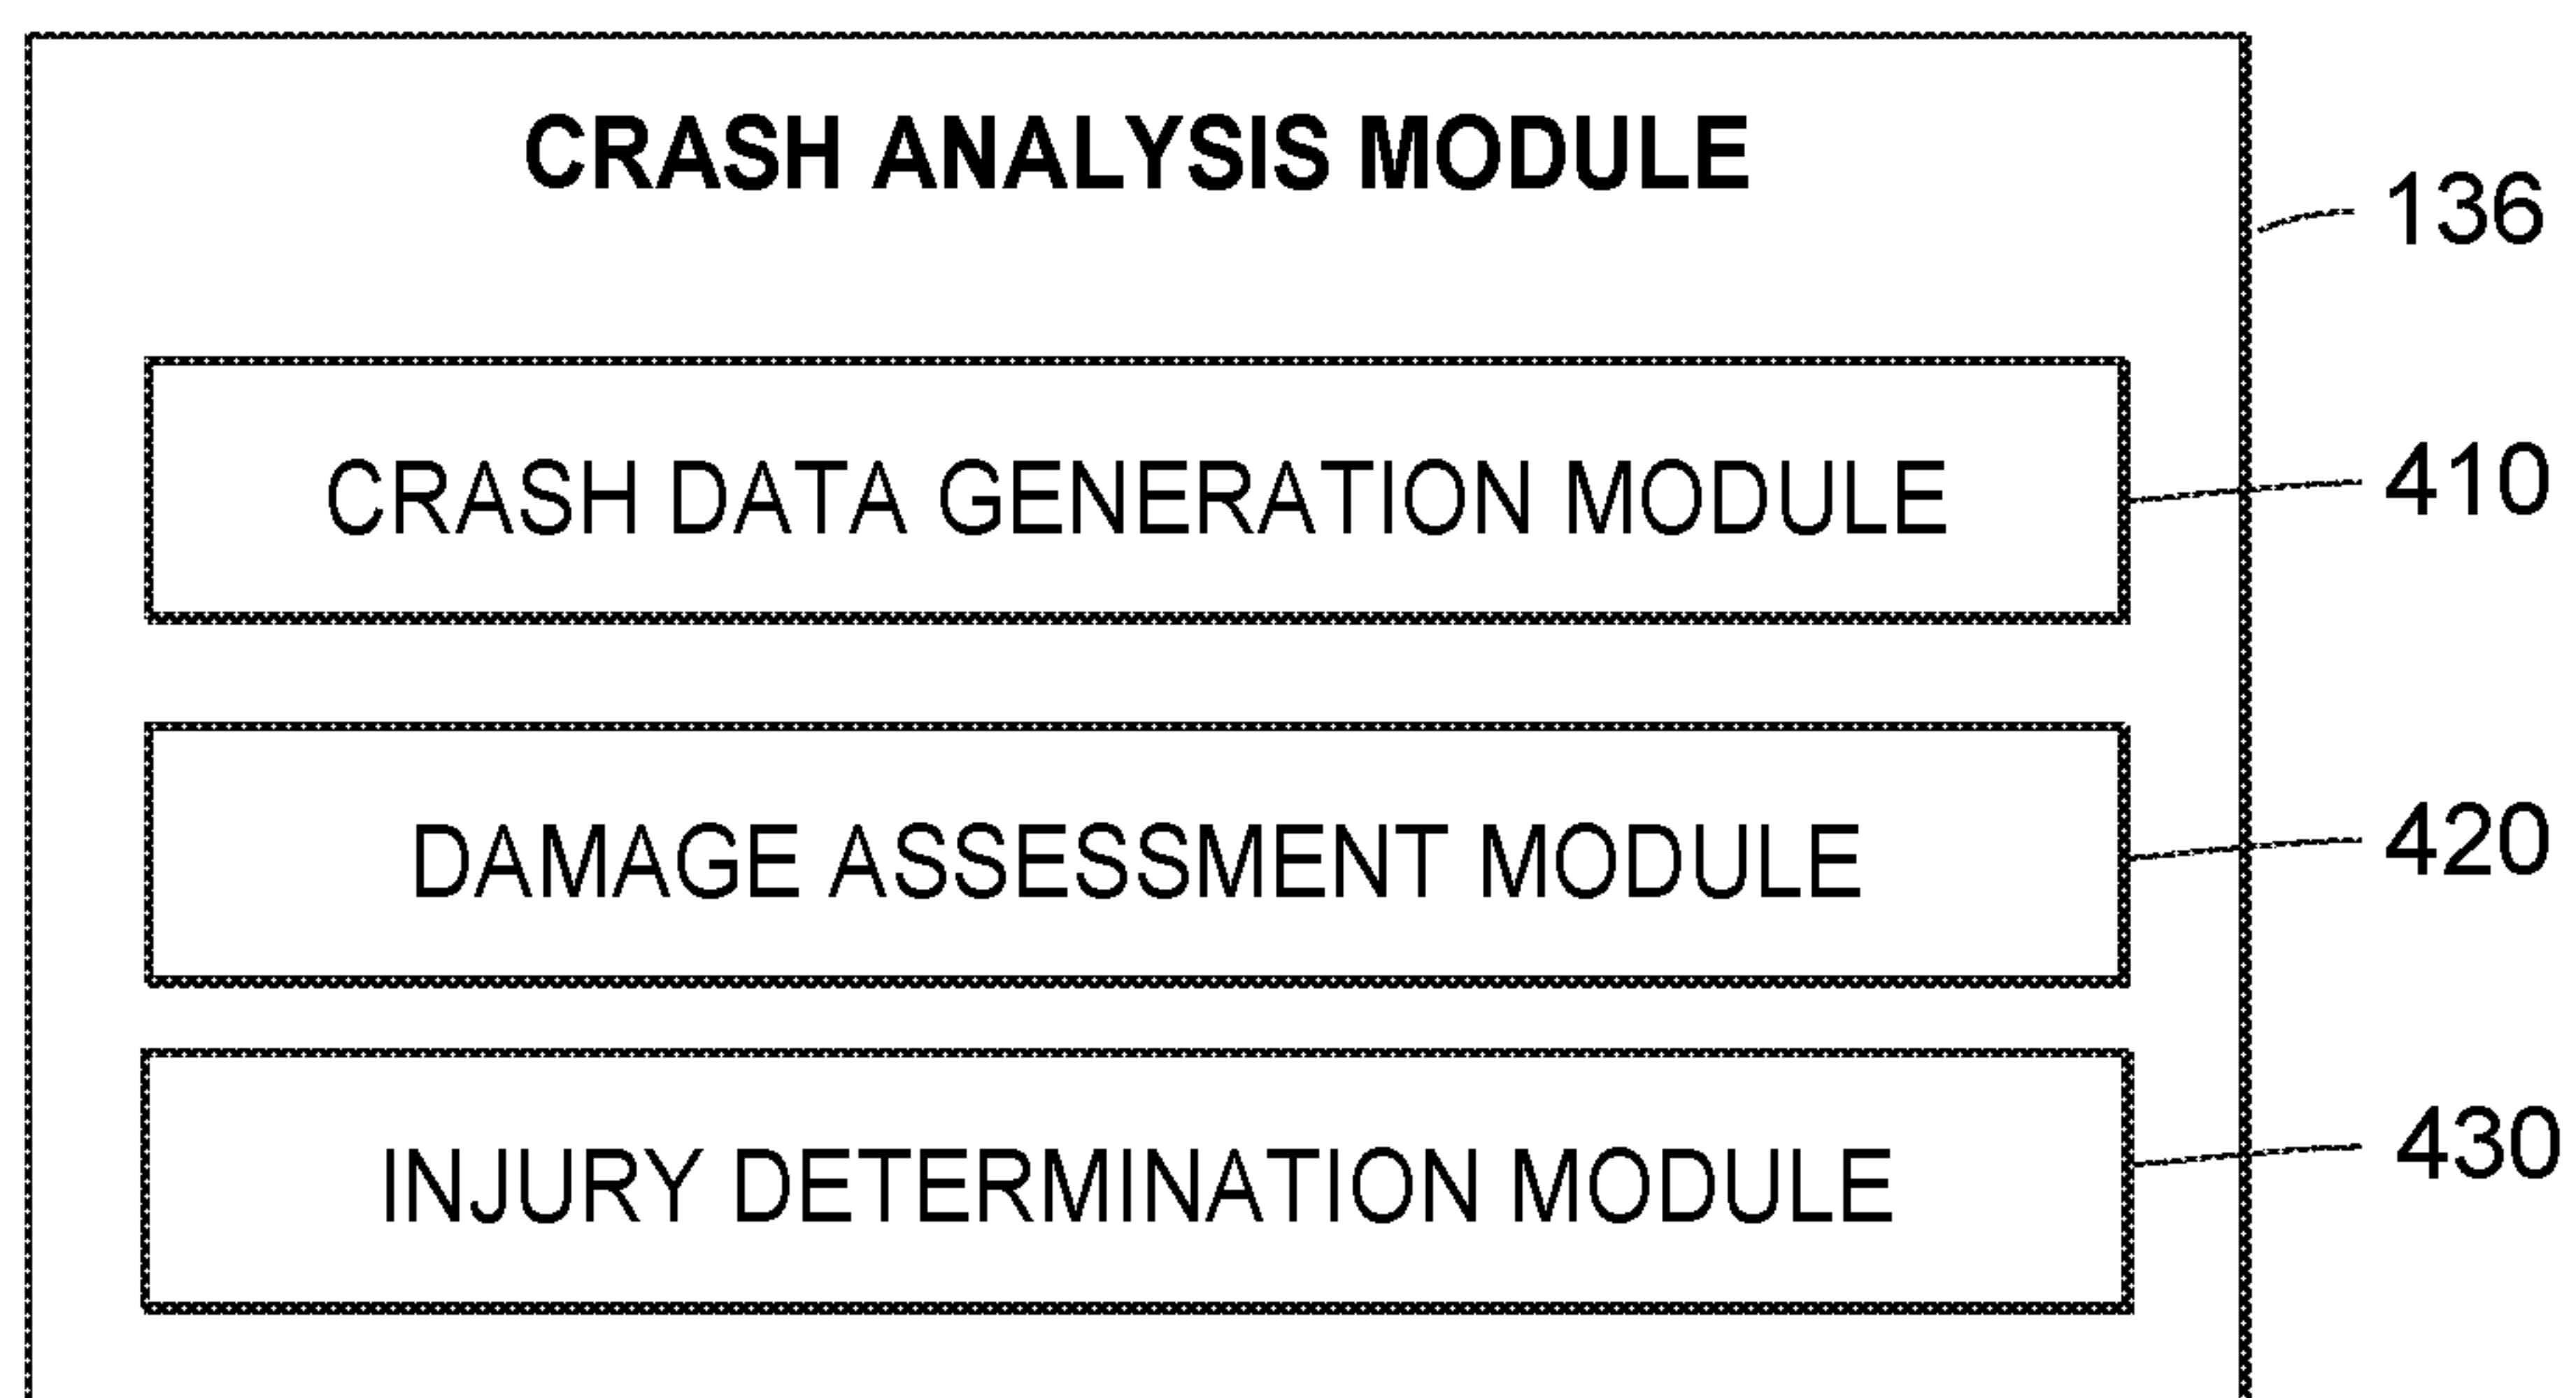 CRASH ANALYSIS MODULE
136
CRASH DATA GENERATION MODULE
410
DAMAGE ASSESSMENT MODULE
420
INJURY DETERMINATION MODULE
430